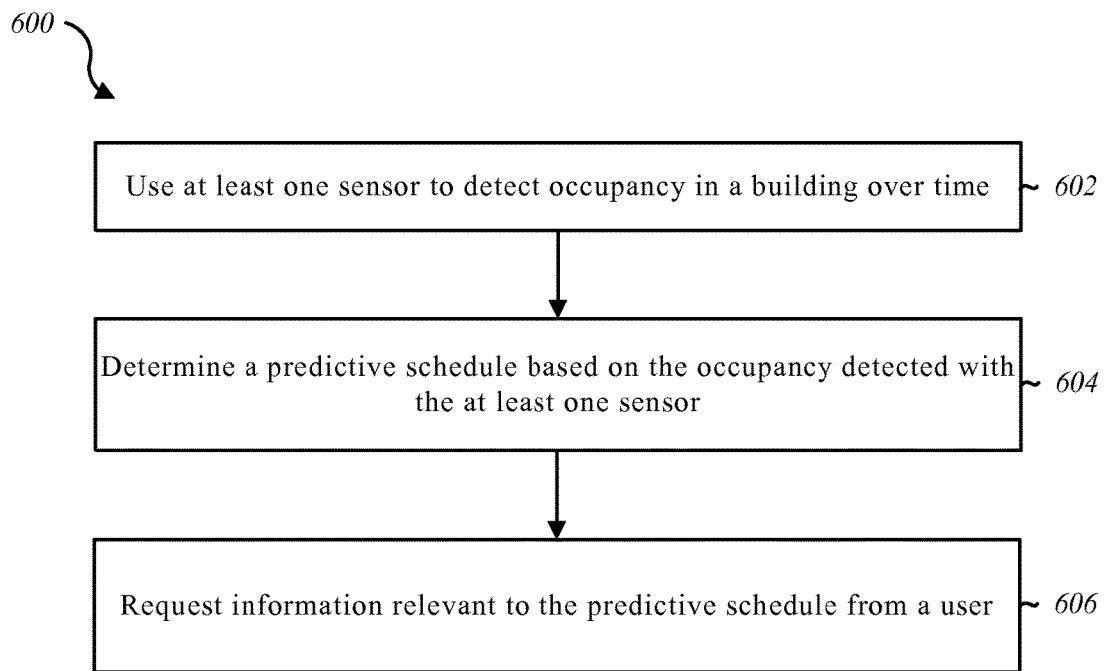 600
Use at least one sensor to detect occupancy in a building over time
602
Determine a predictive schedule based on the occupancy detected with
the at least one sensor
604
Request information relevant to the predictive schedule from a user
606